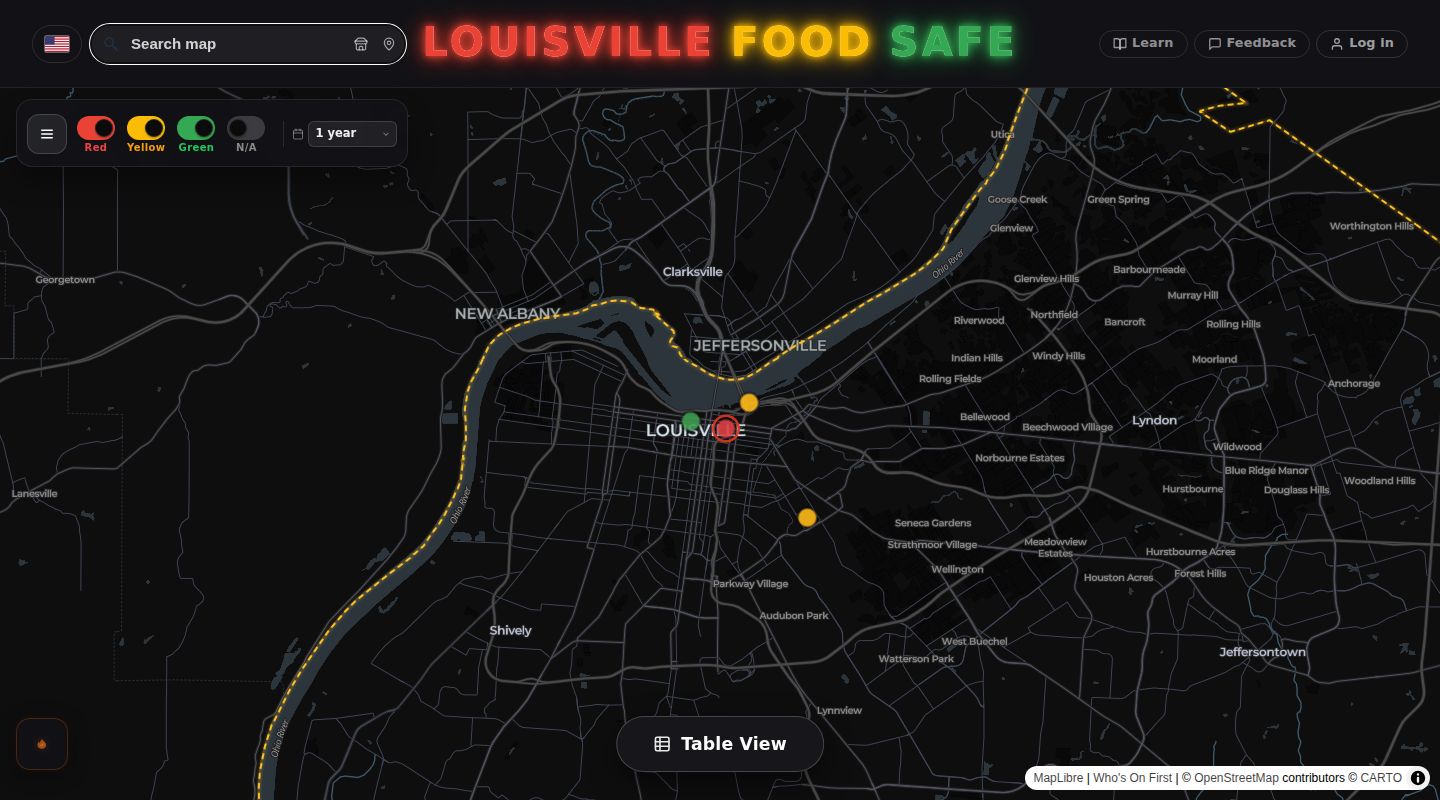 Search map
LOUISVILLE FOOD SAFE
Learn
Feedback
Log in
Red
Yellow
Green
N/A
1 year
Utica
Goose Creek
Green Spring
Glenview
Worthington Hills
Ohio River
Georgetown
Clarksville
Glenview Hills
Barbourmeade
Murray Hill
NEW ALBANY
Riverwood
Northfield
Bancroft
Rolling Hills
JEFFERSONVILLE
Indian Hills
Windy Hills
Moorland
Rolling Fields
Anchorage
Bellewood
Beechwood Village
Lyndon
LOUISVILLE
Wildwood
Norbourne Estates
Blue Ridge Manor
Woodland Hills
Lanesville
Hurstbourne
Douglass Hills
Ohio River
Seneca Gardens
Strathmoor Village
Meadowview
Estates
Hurstbourne Acres
Wellington
Houston Acres
Forest Hills
Parkway Village
Audubon Park
Shively
West Buechel
Watterson Park
Jeffersontown
Lynnview
Ohio River
Table View
MapLibre | Who's On First | © OpenStreetMap contributors © CARTO